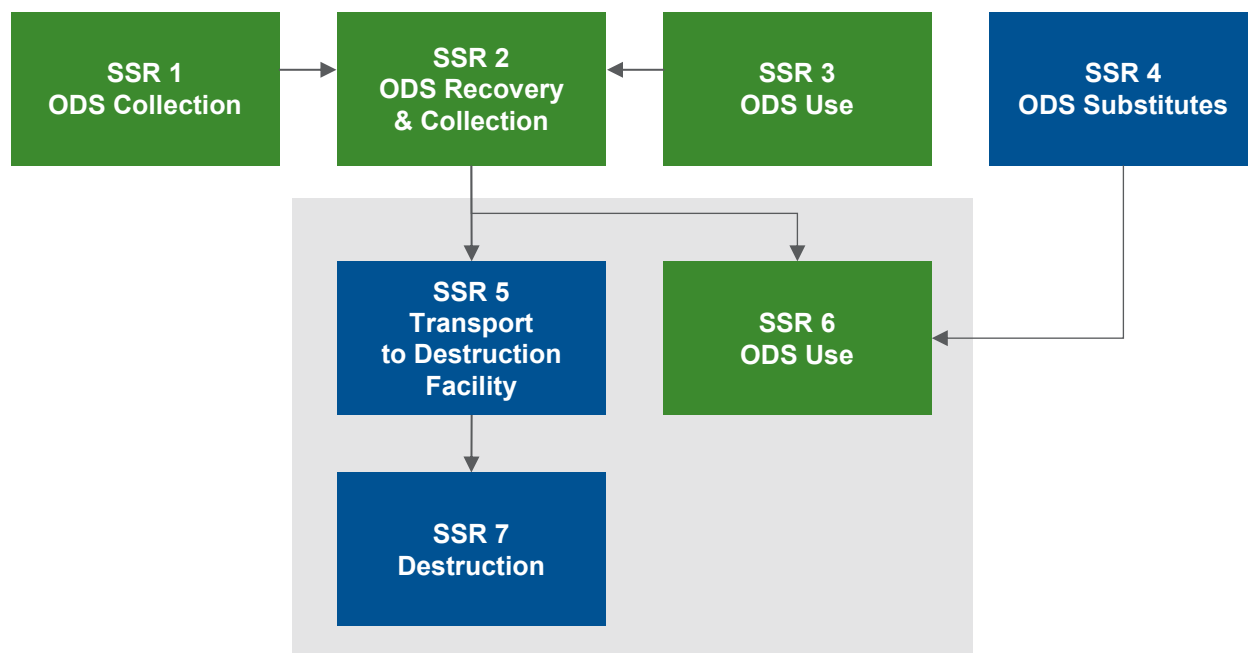 SSR 1
ODS Collection
SSR 2
ODS Recovery
& Collection
SSR 3
ODS Use
SSR 4
ODS Substitutes
SSR 5
Transport
to Destruction
Facility
SSR 6
ODS Use
SSR 7
Destruction